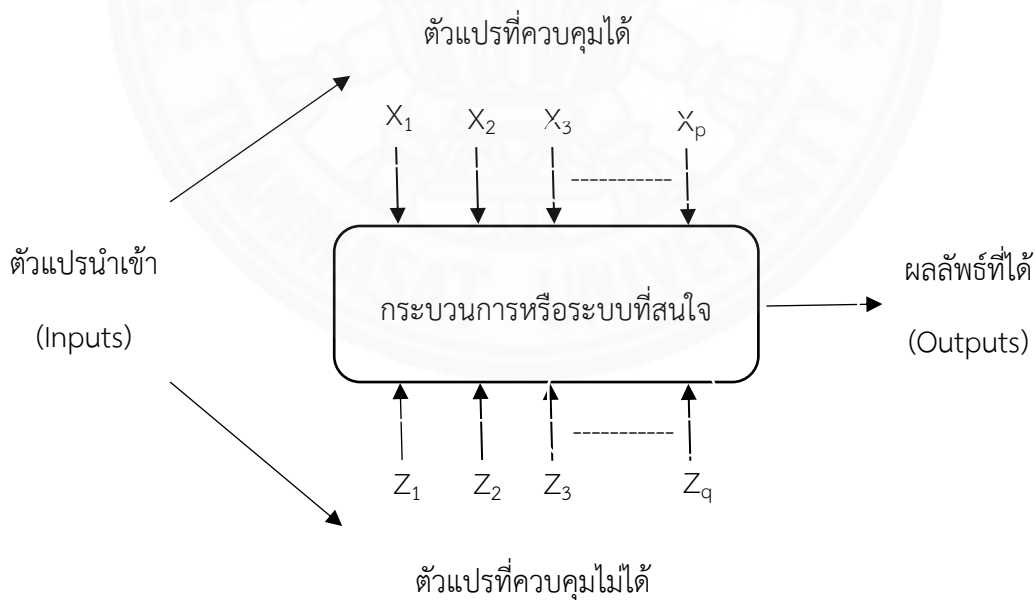 ตัวแปรที่ควบคุมได้
X1 X2 X3 Xp
-----------
ตัวแปรนำเข้า
(Inputs)
กระบวนการหรือระบบที่สนใจ
ผลลัพธ์ที่ได้
(Outputs)
-----------
Z1 Z2 Z3 Zq
ตัวแปรที่ควบคุมไม่ได้